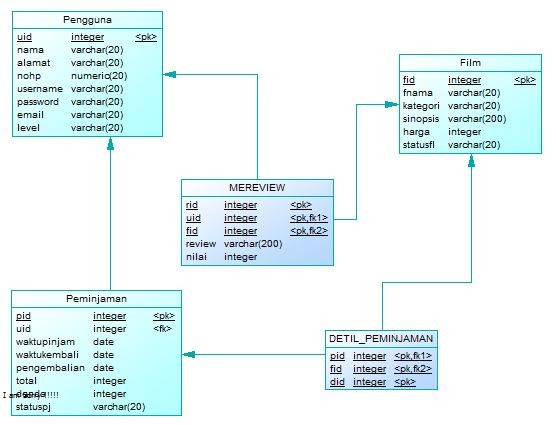 Pengguna
uid integer <pk>
nama varchar(20)
alamat varchar(20)
nohp numeric(20)
username varchar(20)
password varchar(20)
email varchar(20)
level varchar(20)
Film
fid integer <pk>
fnama varchar(20)
kategori varchar(20)
sinopsis varchar(200)
harga integer
statusfl varchar(20)
MEREVIEW
rid integer <pk>
uid integer <pk,fk1>
fid integer <pk,fk2>
review varchar(200)
nilai integer
Peminjaman
pid integer <pk>
uid integer <fk>
waktupinjam date
waktukembali date
pengembalian date
total integer
denda integer
statuspj varchar(20)
DETIL_PEMINJAMAN
pid integer <pk,fk1>
fid integer <pk,fk2>
did integer <pk>